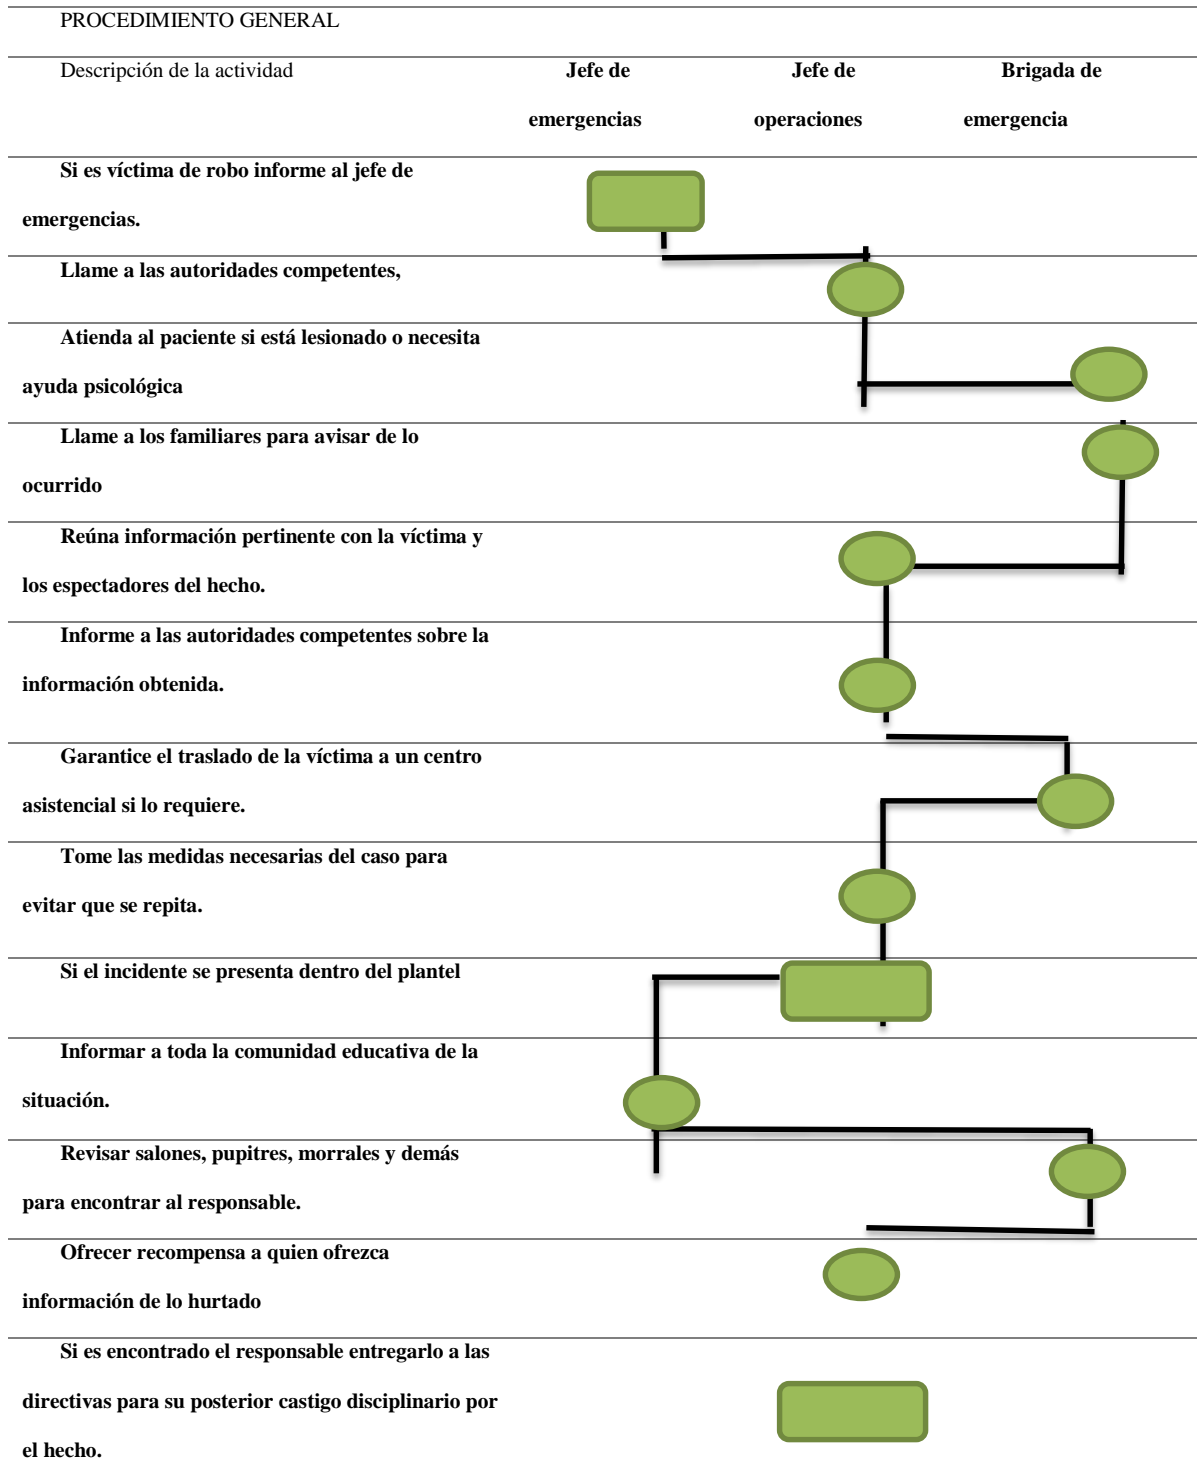 PROCEDIMIENTO GENERAL
Descripción de la actividad Jefe de Jefe de Brigada de
emergencias operaciones emergencia
Si es víctima de robo informe al jefe de
emergencias.
Llame a las autoridades competentes,
Atienda al paciente si está lesionado o necesita
ayuda psicológica
Llame a los familiares para avisar de lo
ocurrido
Reúna información pertinente con la víctima y
los espectadores del hecho.
Informe a las autoridades competentes sobre la
información obtenida.
Garantice el traslado de la víctima a un centro
asistencial si lo requiere.
Tome las medidas necesarias del caso para
evitar que se repita.
Si el incidente se presenta dentro del plantel
Informar a toda la comunidad educativa de la
situación.
Revisar salones, pupitres, morrales y demás
para encontrar al responsable.
Ofrecer recompensa a quien ofrezca
información de lo hurtado
Si es encontrado el responsable entregarlo a las
directivas para su posterior castigo disciplinario por
el hecho.